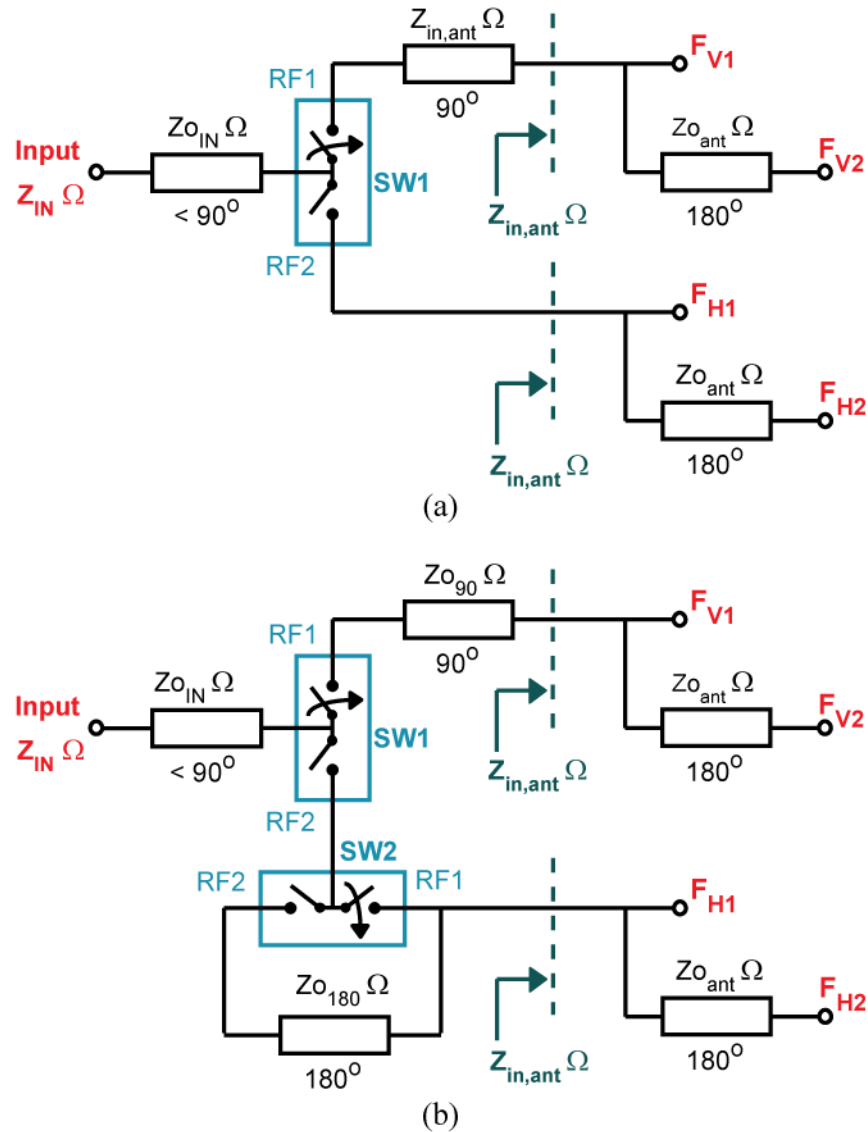 Z_in,ant Ω
F_V1
RF1
90°
Zo_IN Ω
Input
Z_IN Ω
SW1
Zo_ant Ω
F_V2
< 90°
180°
Z_in,ant Ω
RF2
F_H1
Zo_ant Ω
F_H2
180°
Z_in,ant Ω
(a)
Zo_90 Ω
F_V1
RF1
90°
Zo_IN Ω
Input
Z_IN Ω
SW1
Zo_ant Ω
F_V2
< 90°
180°
Z_in,ant Ω
RF2
SW2
RF2
RF1
F_H1
Zo_180 Ω
Zo_ant Ω
F_H2
180°
180°
Z_in,ant Ω
(b)